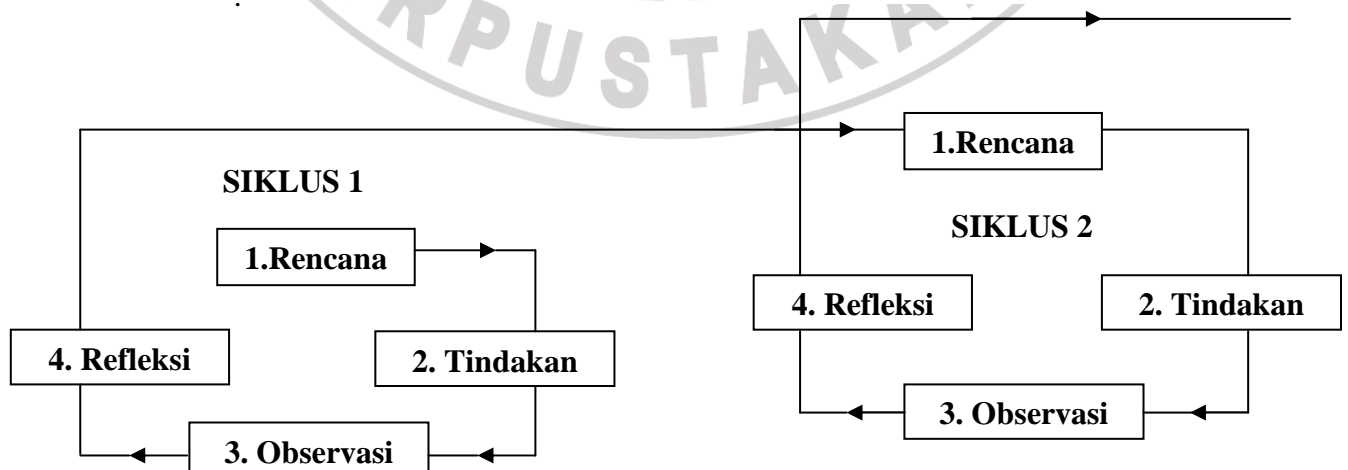 RPUSTAKA
SIKLUS 1
1.Rencana
2. Tindakan
3. Observasi
4. Refleksi
1.Rencana
SIKLUS 2
2. Tindakan
3. Observasi
4. Refleksi